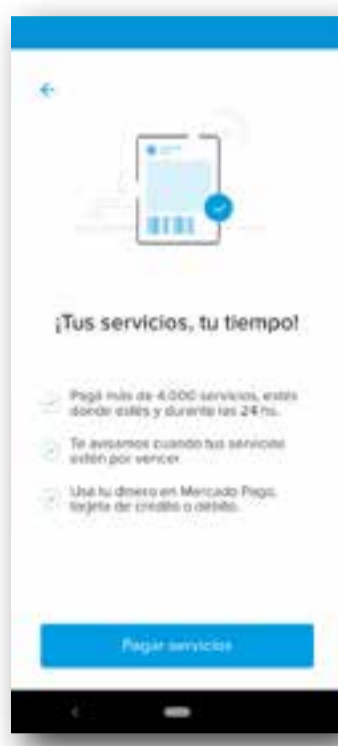 ¡Tus servicios, tu tiempo!
Pagá más de 4.000 servicios, estés
donde estés y durante las 24 hs.
Te avisamos cuando tus servicios
estén por vencer.
Usá tu dinero en Mercado Pago,
tarjeta de crédito o débito.
Pagar servicios